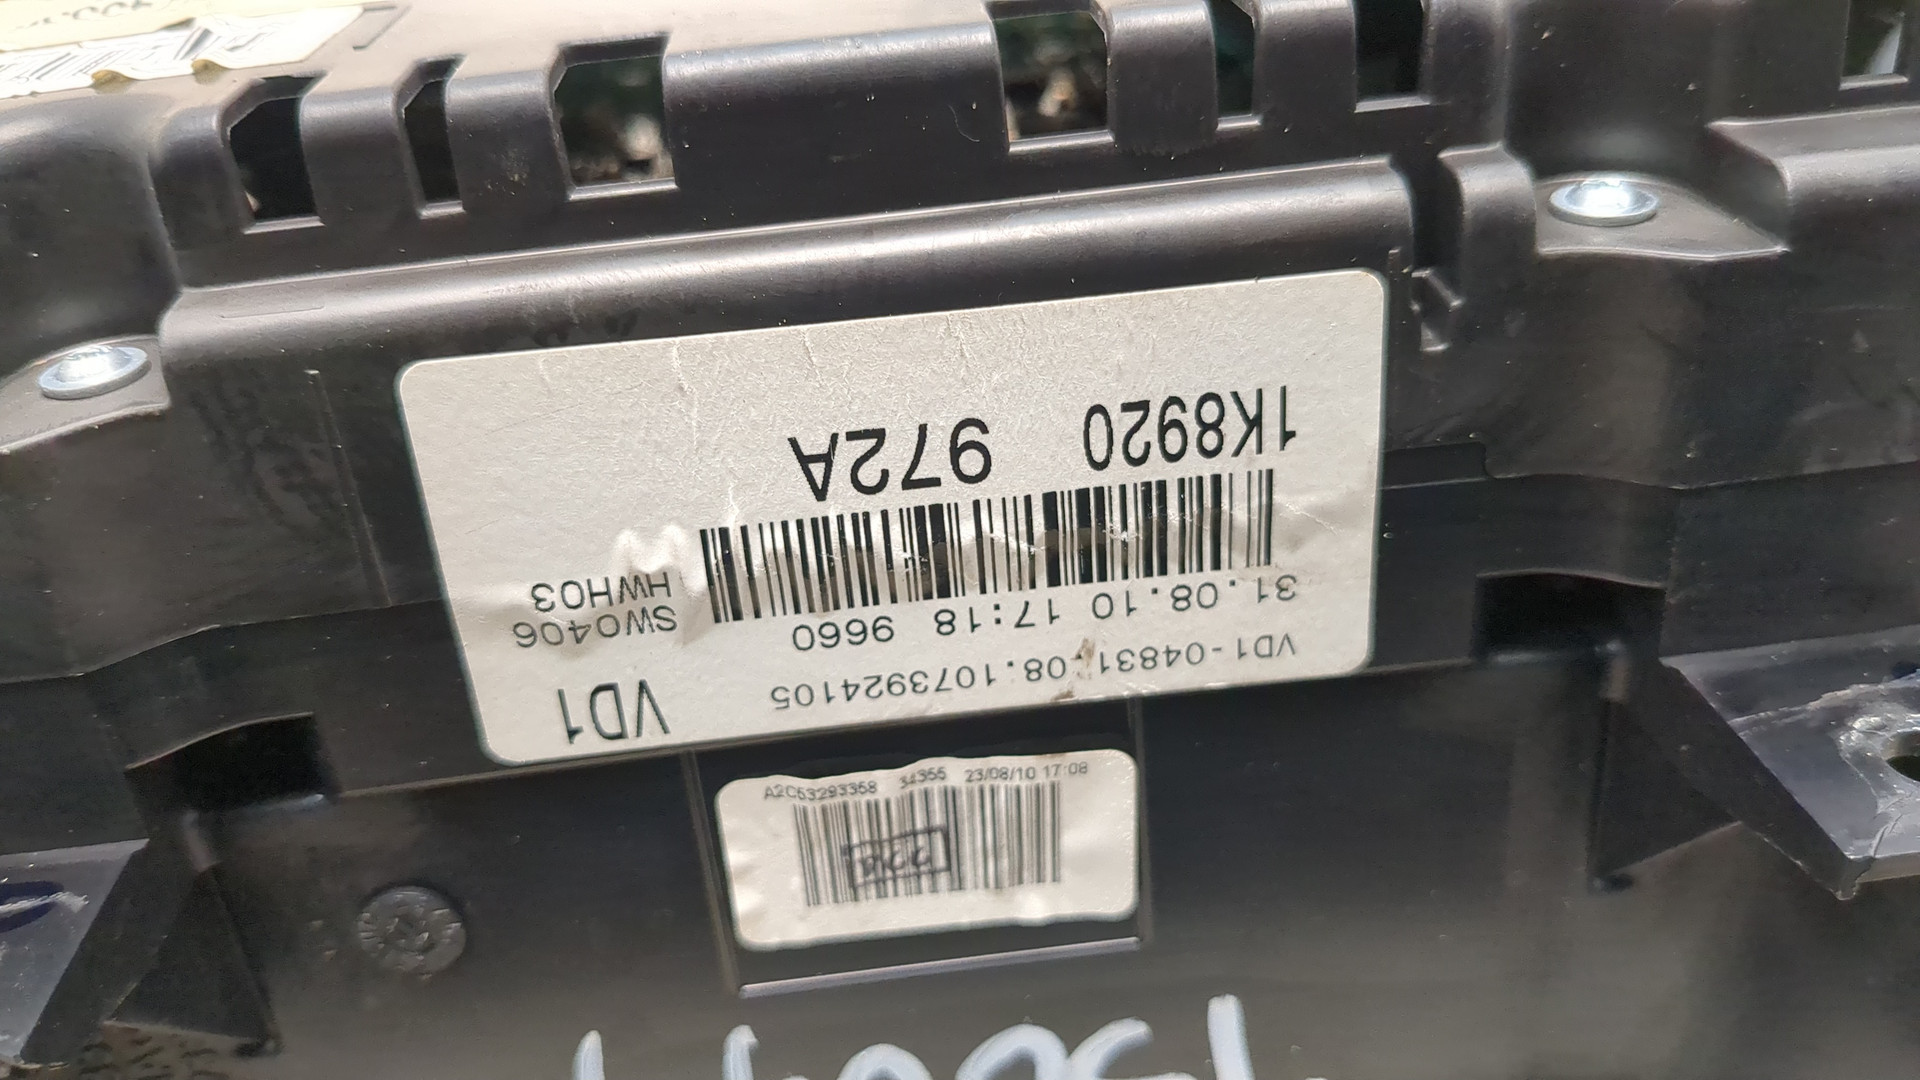 1K8920 972A
31.08.10 17:18 9660
VD1-04831.08.1073924105
HWH03
SW0406
VD1
A2C53293358 34355 23/08/10 17:08